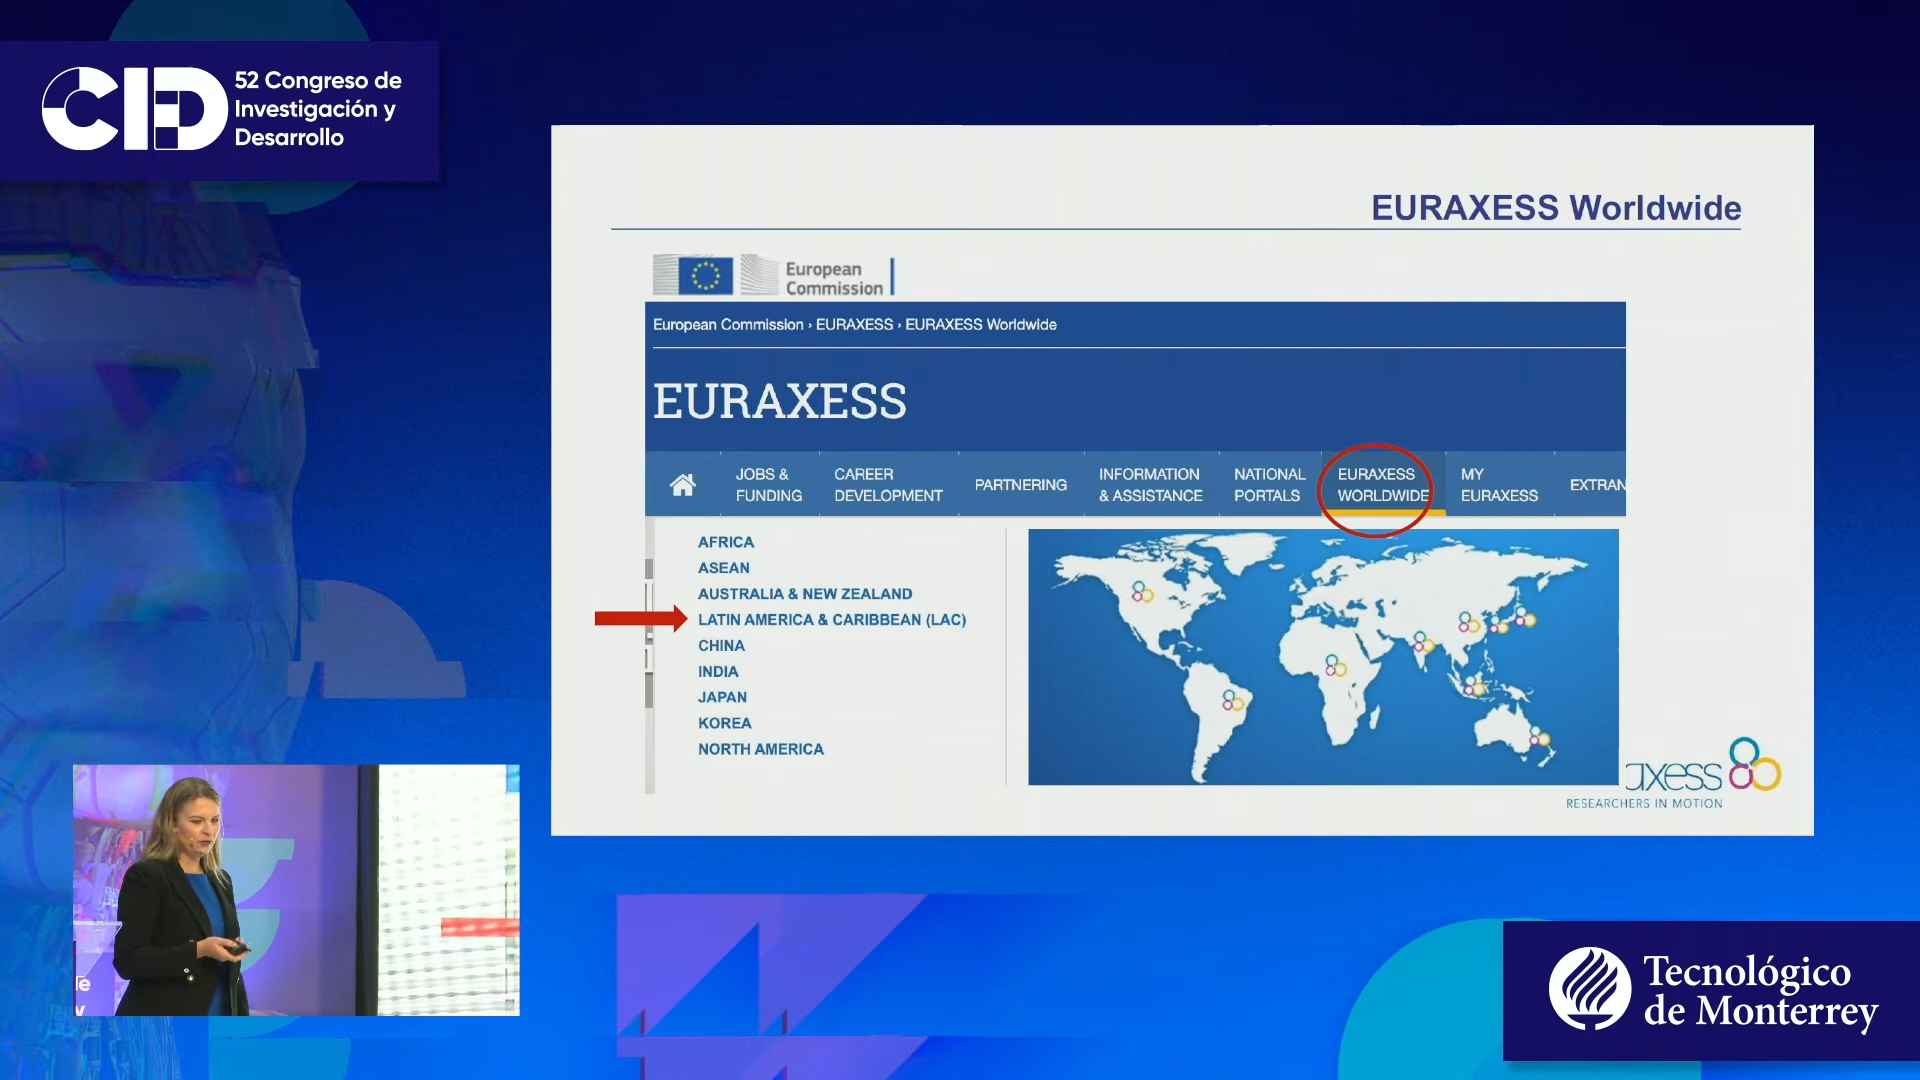 CID
52 Congreso de
Investigación y
Desarrollo
EURAXESS Worldwide
European
Commission
European Commission › EURAXESS › EURAXESS Worldwide
EURAXESS
JOBS &
FUNDING
CAREER
DEVELOPMENT
PARTNERING
INFORMATION
& ASSISTANCE
NATIONAL
PORTALS
EURAXESS
WORLDWIDE
MY
EURAXESS
EXTRAN
AFRICA
ASEAN
AUSTRALIA & NEW ZEALAND
LATIN AMERICA & CARIBBEAN (LAC)
CHINA
INDIA
JAPAN
KOREA
NORTH AMERICA
axess
RESEARCHERS IN MOTION
Tecnológico
de Monterrey